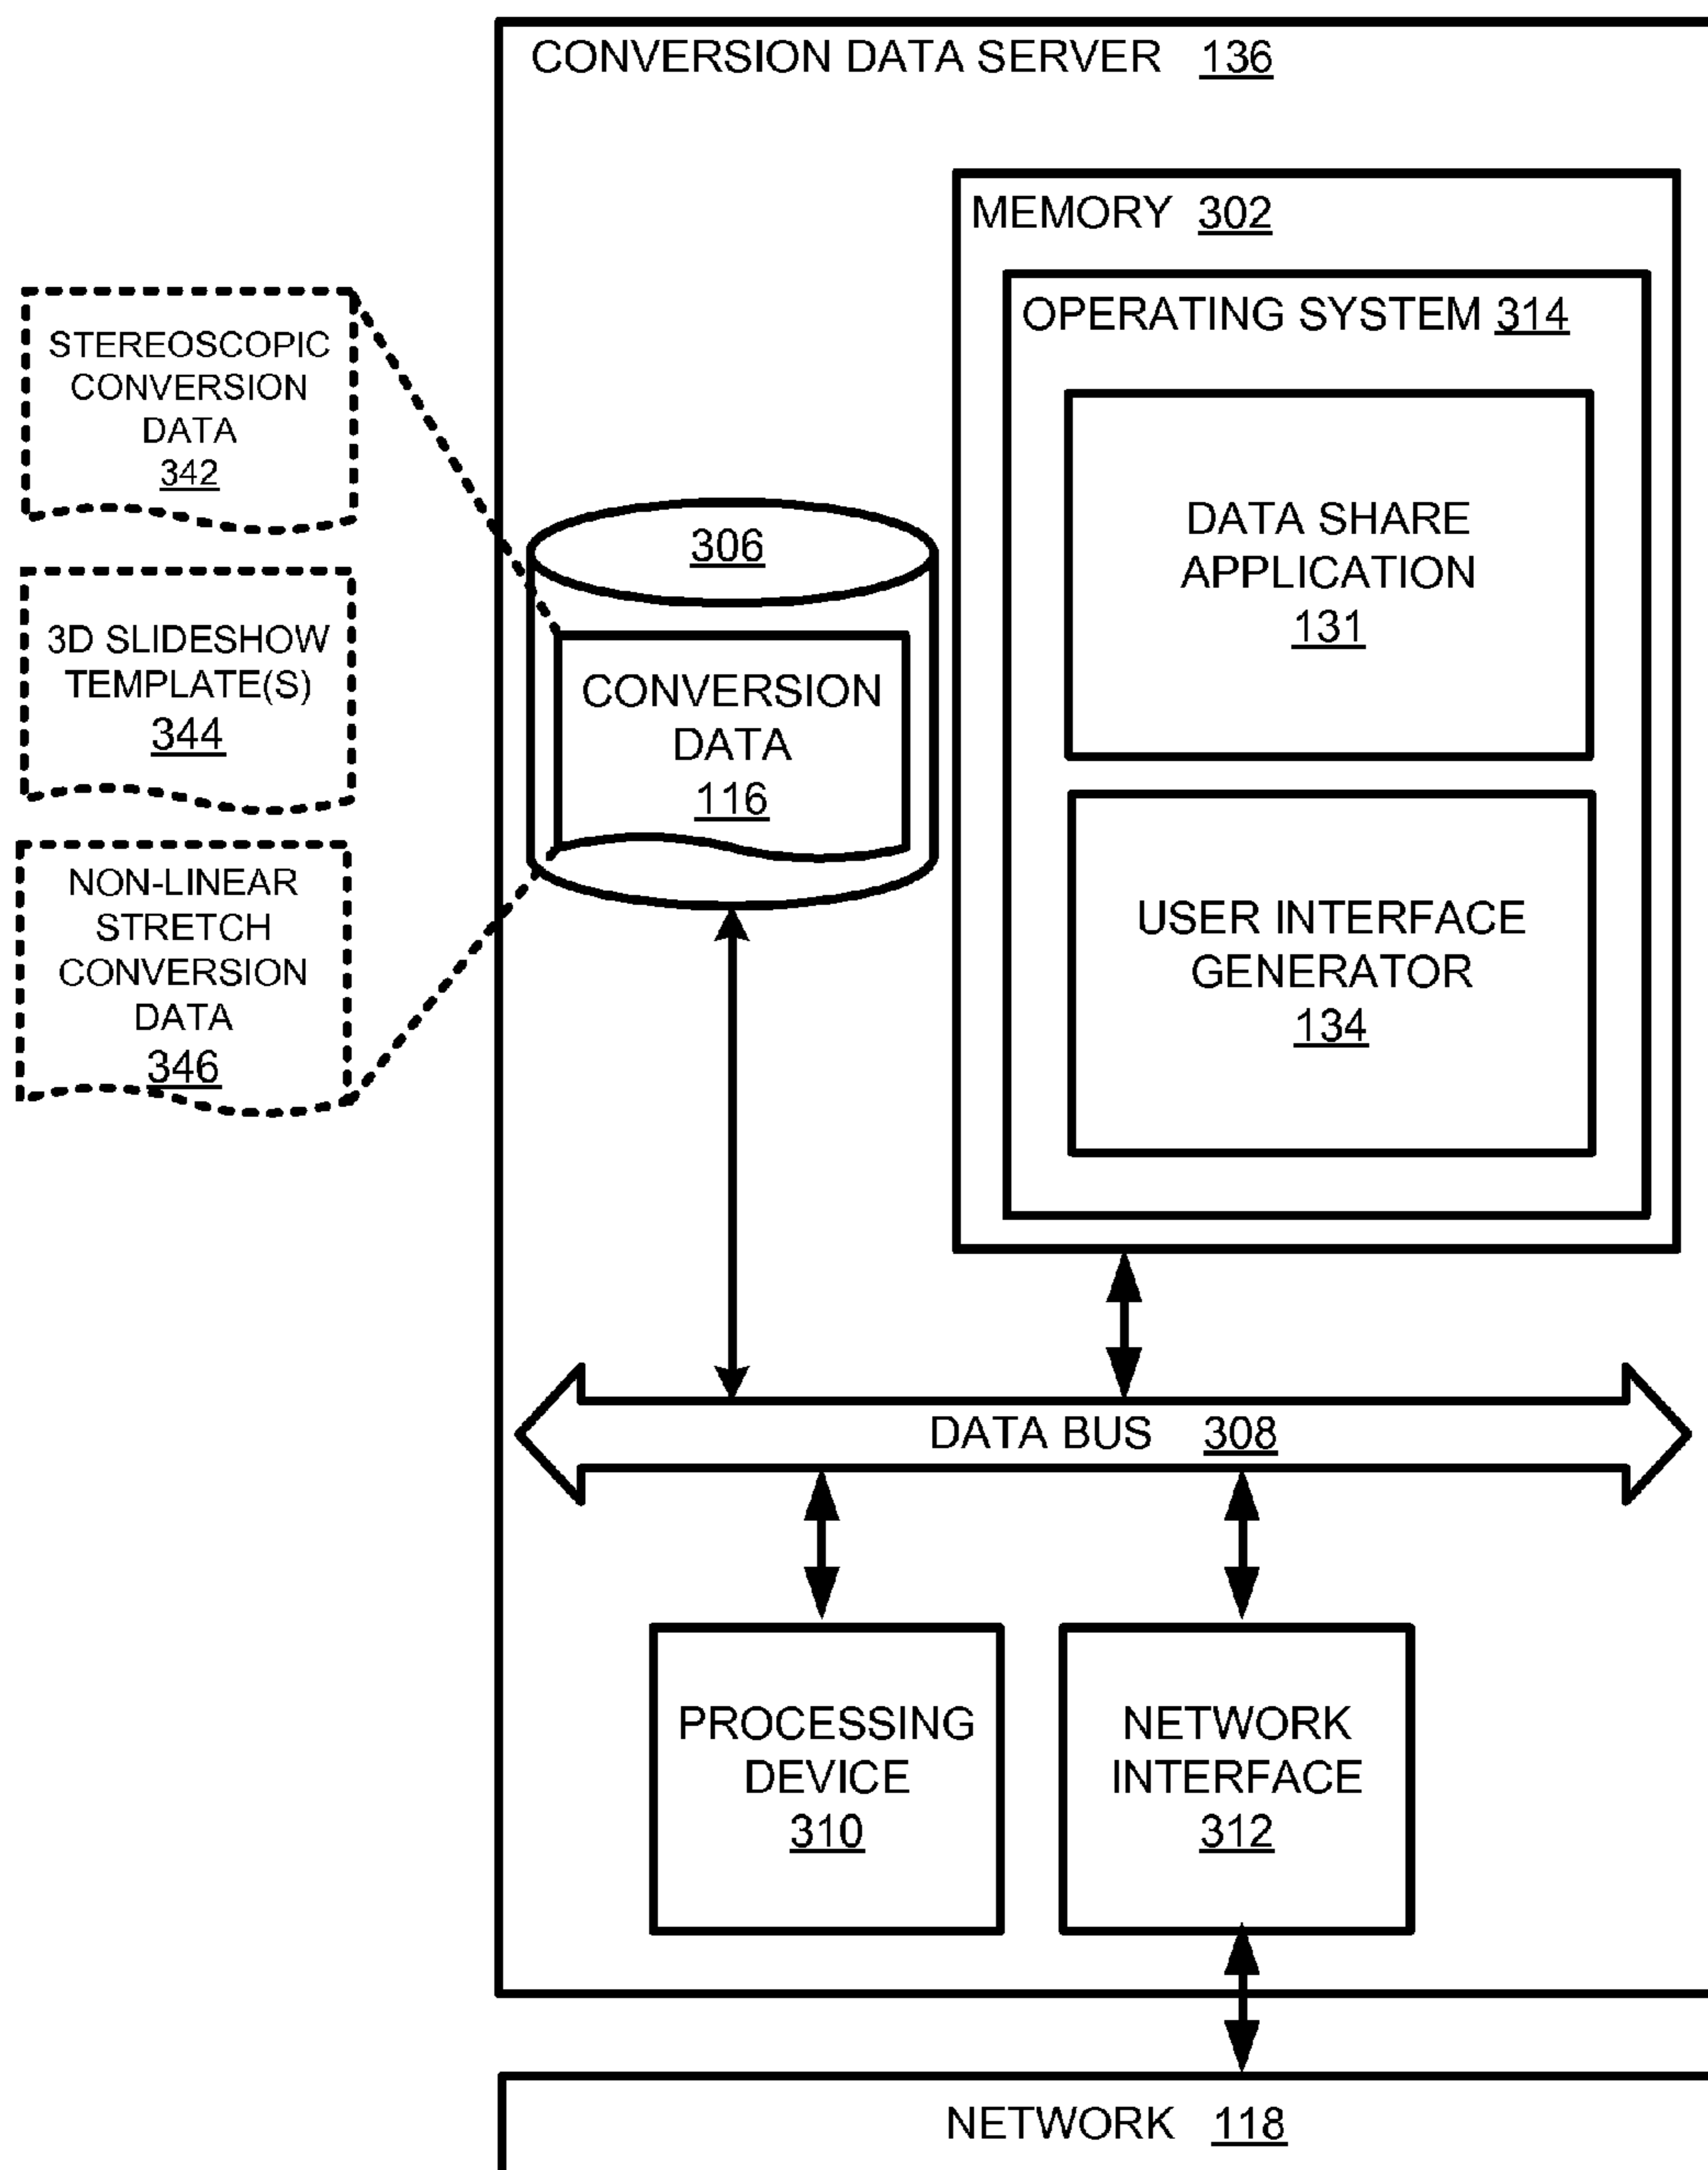 CONVERSION DATA SERVER 136
MEMORY 302
OPERATING SYSTEM 314
DATA SHARE
APPLICATION
131
USER INTERFACE
GENERATOR
134
STEREOSCOPIC
CONVERSION
DATA
342
3D SLIDESHOW
TEMPLATE(S)
344
NON-LINEAR
STRETCH
CONVERSION
DATA
346
306
CONVERSION
DATA
116
DATA BUS 308
PROCESSING
DEVICE
310
NETWORK
INTERFACE
312
NETWORK 118